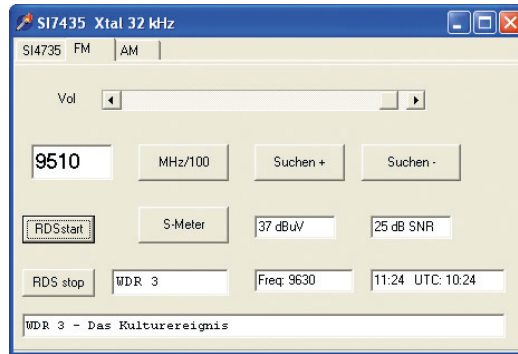 SI7435 Xtal 32 kHz
SI4735 FM AM
Vol
9510 MHz/100 Suchen + Suchen -
RDSstart S-Meter 37 dBuV 25 dB SNR
RDS stop WDR 3 Freq: 9630 11:24 UTC: 10:24
WDR 3 - Das Kulturereignis